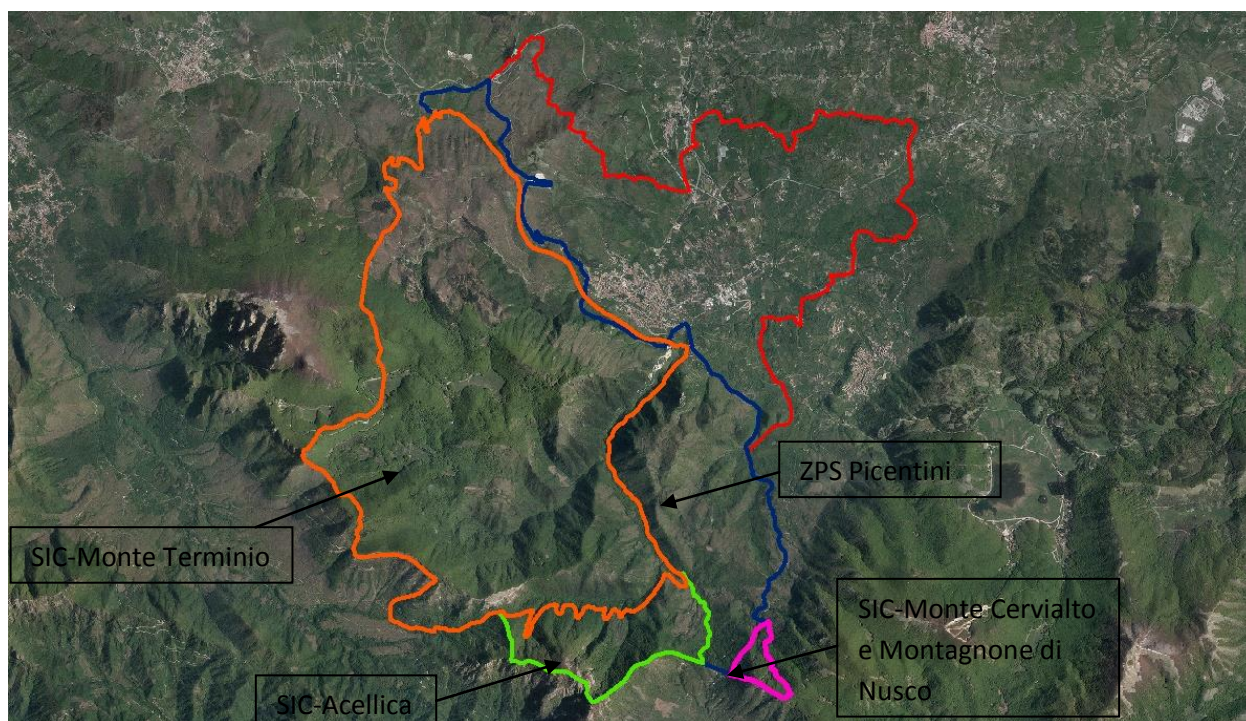 ZPS Picentini
SIC-Monte Terminio
SIC-Monte Cervialto
e Montagnone di
Nusco
SIC-Acellica